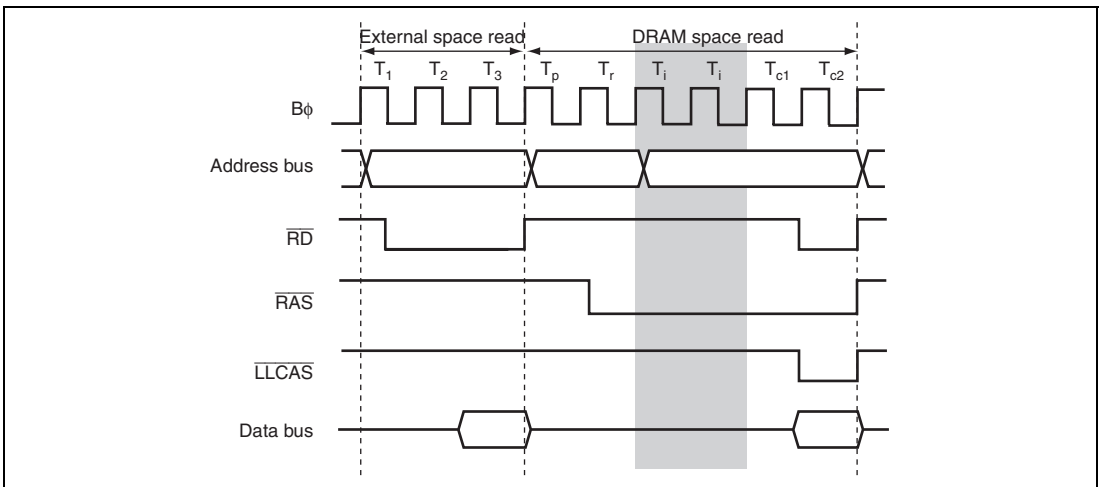 External space read DRAM space read
T1 T2 T3 Tp Tr Ti Ti Tc1 Tc2
Bϕ
Address bus
RD
RAS
LLCAS
Data bus